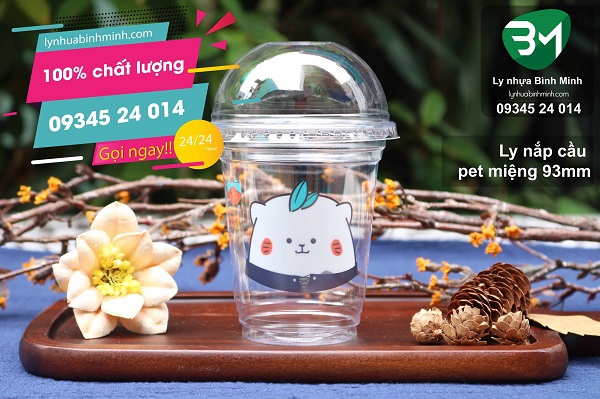 lynhuabinhminh.com
100% chất lượng
09345 24 014
Gọi ngay!!
24/24
BM
Ly nhựa Bình Minh
lynhuabinhminh.com
09345 24 014
Ly nắp cầu
pet miệng 93mm